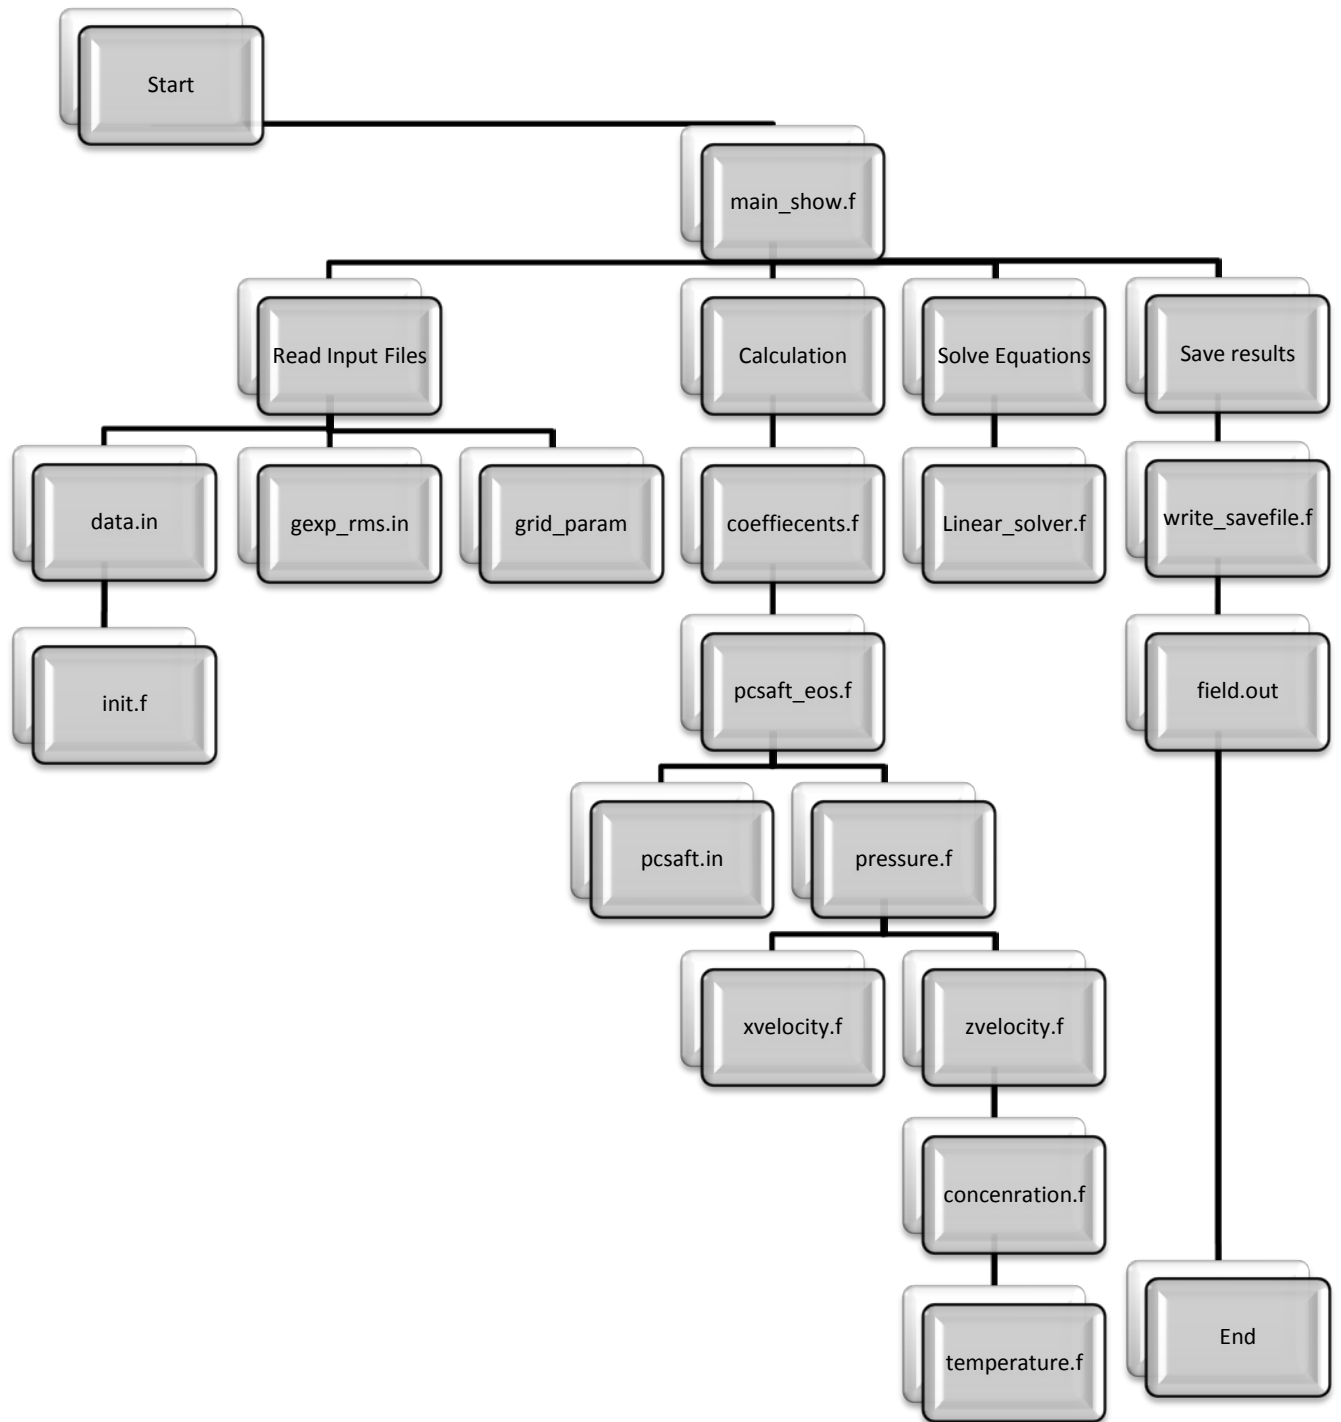 Start
main_show.f
Read Input Files
Calculation
Solve Equations
Save results
data.in
gexp_rms.in
grid_param
coeffiecents.f
Linear_solver.f
write_savefile.f
init.f
pcsaft_eos.f
field.out
pcsaft.in
pressure.f
xvelocity.f
zvelocity.f
concenration.f
End
temperature.f